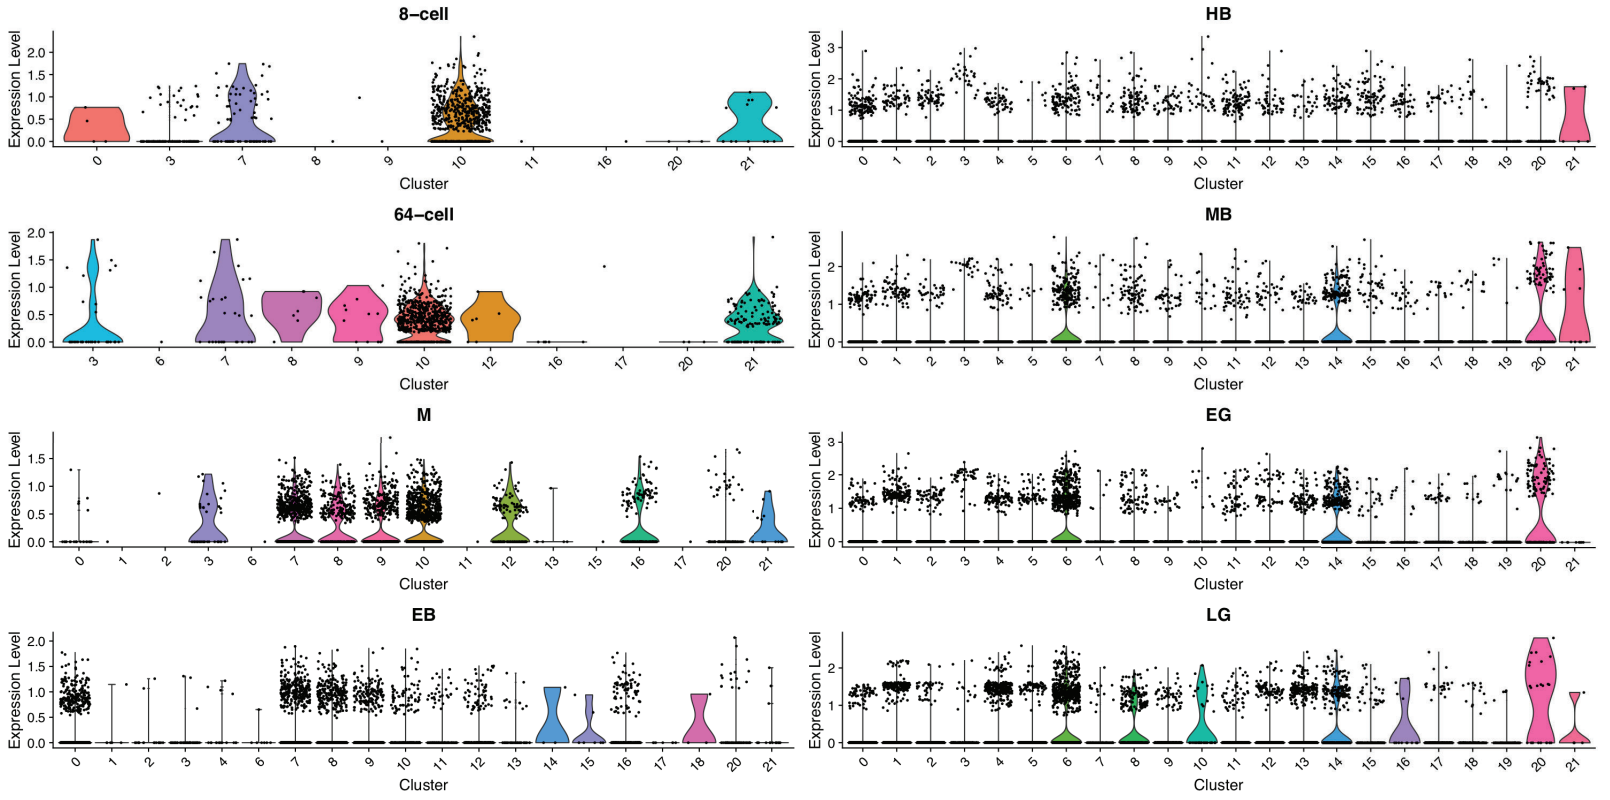 8−cell
Expression Level
2.0
1.5
1.0
0.5
0.0
0 3 7 8 9 10 11 16 20 21
Cluster
64−cell
Expression Level
2.0
1.5
1.0
0.5
0.0
3 6 7 8 9 10 12 16 17 20 21
Cluster
M
Expression Level
1.5
1.0
0.5
0.0
0 1 2 3 6 7 8 9 10 11 12 13 15 16 17 20 21
Cluster
EB
Expression Level
2.0
1.5
1.0
0.5
0.0
0 1 2 3 4 6 7 8 9 10 11 12 13 14 15 16 17 18 20 21
Cluster
HB
Expression Level
3
2
1
0
0 1 2 3 4 5 6 7 8 9 10 11 12 13 14 15 16 17 18 19 20 21
Cluster
MB
Expression Level
2
1
0
0 1 2 3 4 5 6 7 8 9 10 11 12 13 14 15 16 17 18 19 20 21
Cluster
EG
Expression Level
3
2
1
0
0 1 2 3 4 5 6 7 8 9 10 11 12 13 14 15 16 17 18 19 20 21
Cluster
LG
Expression Level
2
1
0
0 1 2 3 4 5 6 7 8 9 10 11 12 13 14 15 16 17 18 19 20 21
Cluster